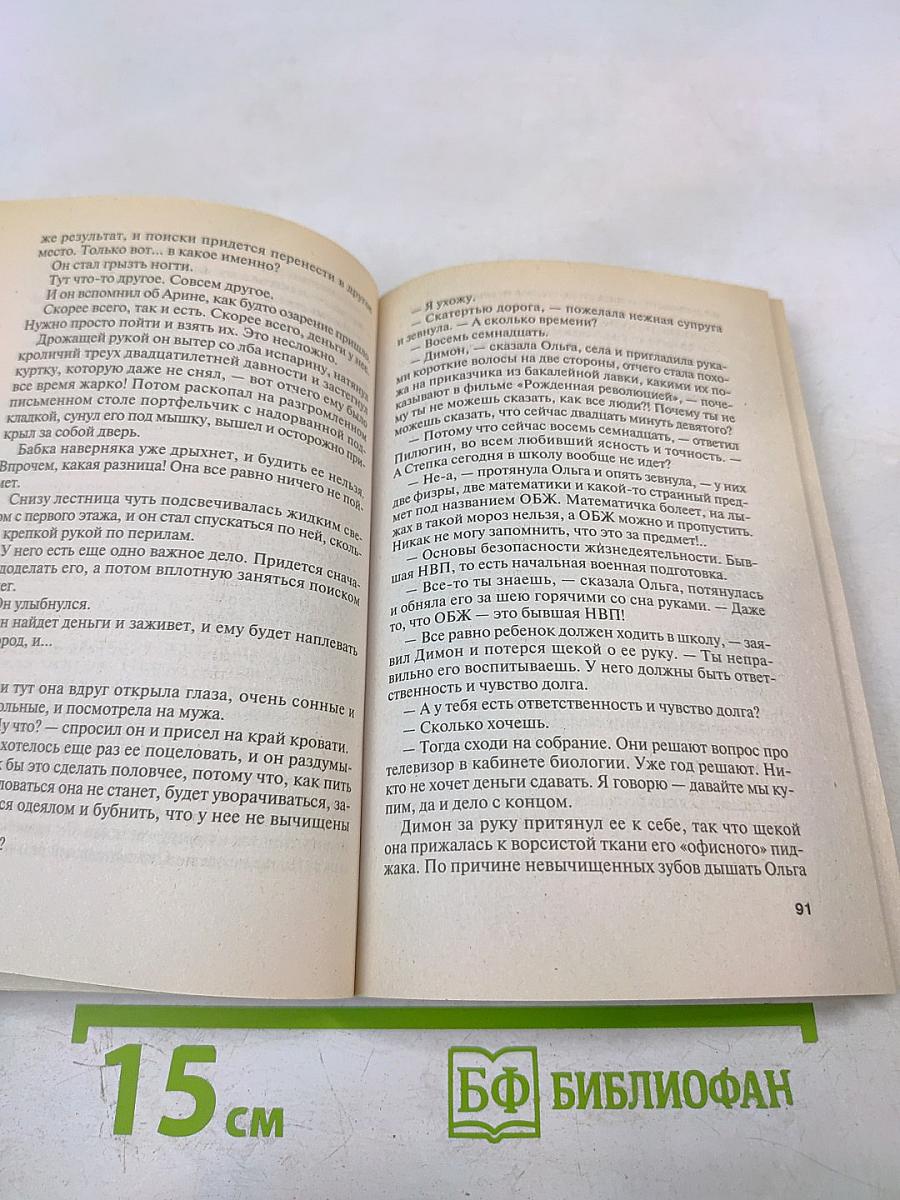 же результат, и поиски придется перенести в другое
место. Только вот... в какое именно?
Он стал грызть ногти.
Тут что-то другое. Совсем другое.
И он вспомнил об Арине, как будто озарение пришло
Скорее всего, так и есть. Скорее всего, деньги у нее.
Нужно просто пойти и взять их. Это несложно.
Дрожащей рукой он вытер со лба испарину, натянул
кроличий треух двадцатилетней давности и застегнул
куртку, которую даже не снял, — вот отчего ему было
все время жарко! Потом раскопал на разгромленном
письменном столе портфельчик с надорванной под-
кладкой, сунул его под мышку, вышел и осторожно при-
крыл за собой дверь.
Бабка наверняка уже дрыхнет, и будить ее нельзя.
Впрочем, какая разница! Она все равно ничего не пой-
мет.
Снизу лестница чуть подсвечивалась жидким све-
ом с первого этажа, и он стал спускаться по ней, сколь-
крепкой рукой по перилам.
У него есть еще одно важное дело. Придется снача-
доделать его, а потом вплотную заняться поиском
ег.
Он улыбнулся.
н найдет деньги и заживет, и ему будет наплевать
ород, и...
и тут она вдруг открыла глаза, очень сонные и
ольные, и посмотрела на мужа.
у что? — спросил он и присел на край кровати.
хотелось еще раз ее поцеловать, и он раздумы-
к бы это сделать половчее, потому что, как пить
ловаться она не станет, будет уворачиваться, за-
ся одеялом и бубнить, что у нее не вычищены
?
— Я ухожу.
— Скатертью дорога, — пожелала нежная супруга
и зевнула. — А сколько времени?
— Восемь семнадцать.
— Димон, — сказала Ольга, села и пригладила рука-
ми короткие волосы на две стороны, отчего стала похо-
жа на приказчика из бакалейной лавки, какими их по-
казывают в фильме «Рожденная революцией», — поче-
му ты не можешь сказать, как все люди?! Почему ты не
можешь сказать, что сейчас двадцать минуть девятого?
— Потому что сейчас восемь семнадцать, — ответил
Пилюгин, во всем любивший ясность и точность. —
А Степка сегодня в школу вообще не идет?
— Не-а, — протянула Ольга и опять зевнула, — у них
две физры, две математики и какой-то странный пред-
мет под названием ОБЖ. Математичка болеет, на лы-
жах в такой мороз нельзя, а ОБЖ можно и пропустить.
Никак не могу запомнить, что это за предмет!..
— Основы безопасности жизнедеятельности. Быв-
шая НВП, то есть начальная военная подготовка.
— Все-то ты знаешь, — сказала Ольга, потянулась
и обняла его за шею горячими со сна руками. — Даже
то, что ОБЖ — это бывшая НВП!
— Все равно ребенок должен ходить в школу, — зая-
вил Димон и потерся щекой о ее руку. — Ты непра-
вильно его воспитываешь. У него должны быть ответ-
ственность и чувство долга.
— А у тебя есть ответственность и чувство долга?
— Сколько хочешь.
— Тогда сходи на собрание. Они решают вопрос про
телевизор в кабинете биологии. Уже год решают. Ни-
кто не хочет деньги сдавать. Я говорю — давайте мы ку-
пим, да и дело с концом.
Димон за руку притянул ее к себе, так что щекой
она прижалась к ворсистой ткани его «офисного» пид-
жака. По причине невычищенных зубов дышать Ольга
91
15 см
БФ БИБЛИОФАН